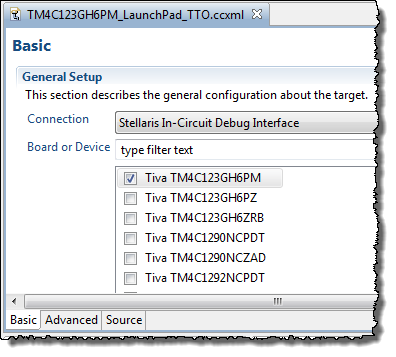 TM4C123GH6PM_LaunchPad_TTO.ccxml
Basic
General Setup
This section describes the general configuration about the target.
Connection
Stellaris In-Circuit Debug Interface
Board or Device
type filter text
Tiva TM4C123GH6PM
Tiva TM4C123GH6PZ
Tiva TM4C123GH6ZRB
Tiva TM4C1290NCPDT
Tiva TM4C1290NCZAD
Tiva TM4C1292NCPDT
Basic Advanced Source